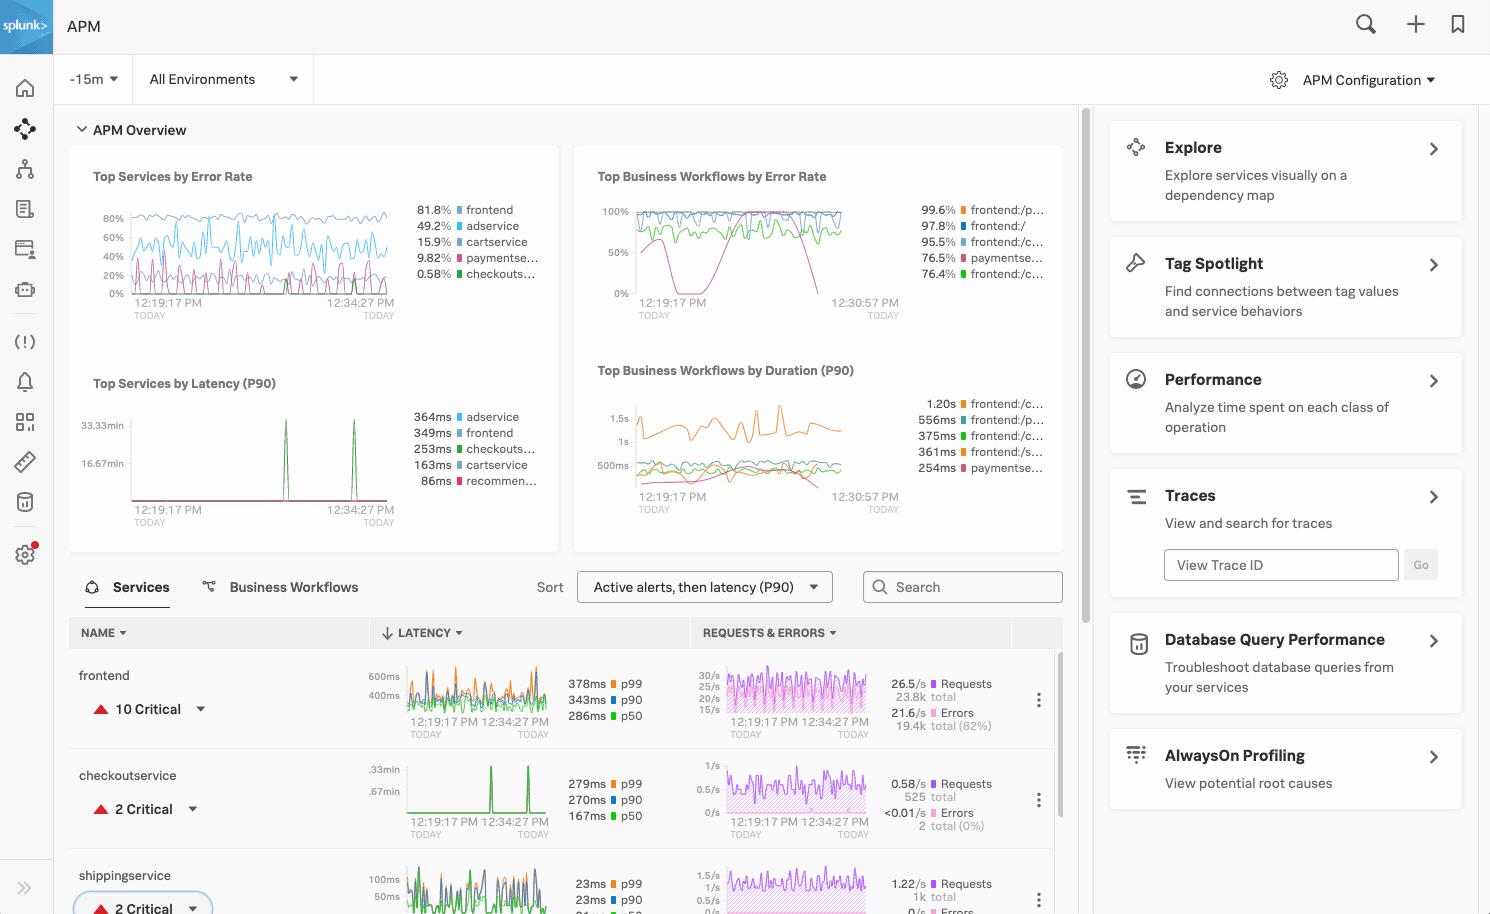 splunk>
APM
-15m
All Environments
APM Configuration
APM Overview
Top Services by Error Rate
80%
60%
40%
20%
0%
12:19:17 PM
TODAY
12:34:27 PM
TODAY
81.8% frontend
49.2% adservice
15.9% cartservice
9.82% paymentse...
0.58% checkouts...
Top Services by Latency (P90)
33.33min
16.67min
12:19:17 PM
TODAY
12:34:27 PM
TODAY
364ms adservice
349ms frontend
253ms checkouts...
163ms cartservice
86ms recommen...
Top Business Workflows by Error Rate
100%
50%
0%
12:19:17 PM
TODAY
12:30:57 PM
TODAY
99.6% frontend:/p...
97.8% frontend:/
95.5% frontend:/c...
76.5% paymentse...
76.4% frontend:/c...
Top Business Workflows by Duration (P90)
1.5s
1s
500ms
12:19:17 PM
TODAY
12:30:57 PM
TODAY
1.20s frontend:/c...
556ms frontend:/p...
375ms frontend:/c...
361ms frontend:/s...
254ms paymentse...
Services
Business Workflows
Sort
Active alerts, then latency (P90)
Search
NAME
LATENCY
REQUESTS & ERRORS
frontend
10 Critical
600ms
400ms
12:19:17 PM 12:34:27 PM
TODAY TODAY
378ms p99
343ms p90
286ms p50
30/s
25/s
20/s
15/s
12:19:17 PM 12:34:27 PM
TODAY TODAY
26.5/s Requests
23.8k total
21.6/s Errors
19.4k total (82%)
checkoutservice
2 Critical
.33min
.67min
12:19:17 PM 12:34:27 PM
TODAY TODAY
279ms p99
270ms p90
167ms p50
1/s
0.5/s
0/s
12:19:17 PM 12:34:27 PM
TODAY TODAY
0.58/s Requests
525 total
<0.01/s Errors
2 total (0%)
shippingservice
2 Critical
100ms
50ms
23ms p99
23ms p90
1.5/s
1/s
0.5/s
0/s
1.22/s Requests
1k total
0/s Errors
Explore
Explore services visually on a
dependency map
Tag Spotlight
Find connections between tag values
and service behaviors
Performance
Analyze time spent on each class of
operation
Traces
View and search for traces
View Trace ID
Go
Database Query Performance
Troubleshoot database queries from
your services
AlwaysOn Profiling
View potential root causes